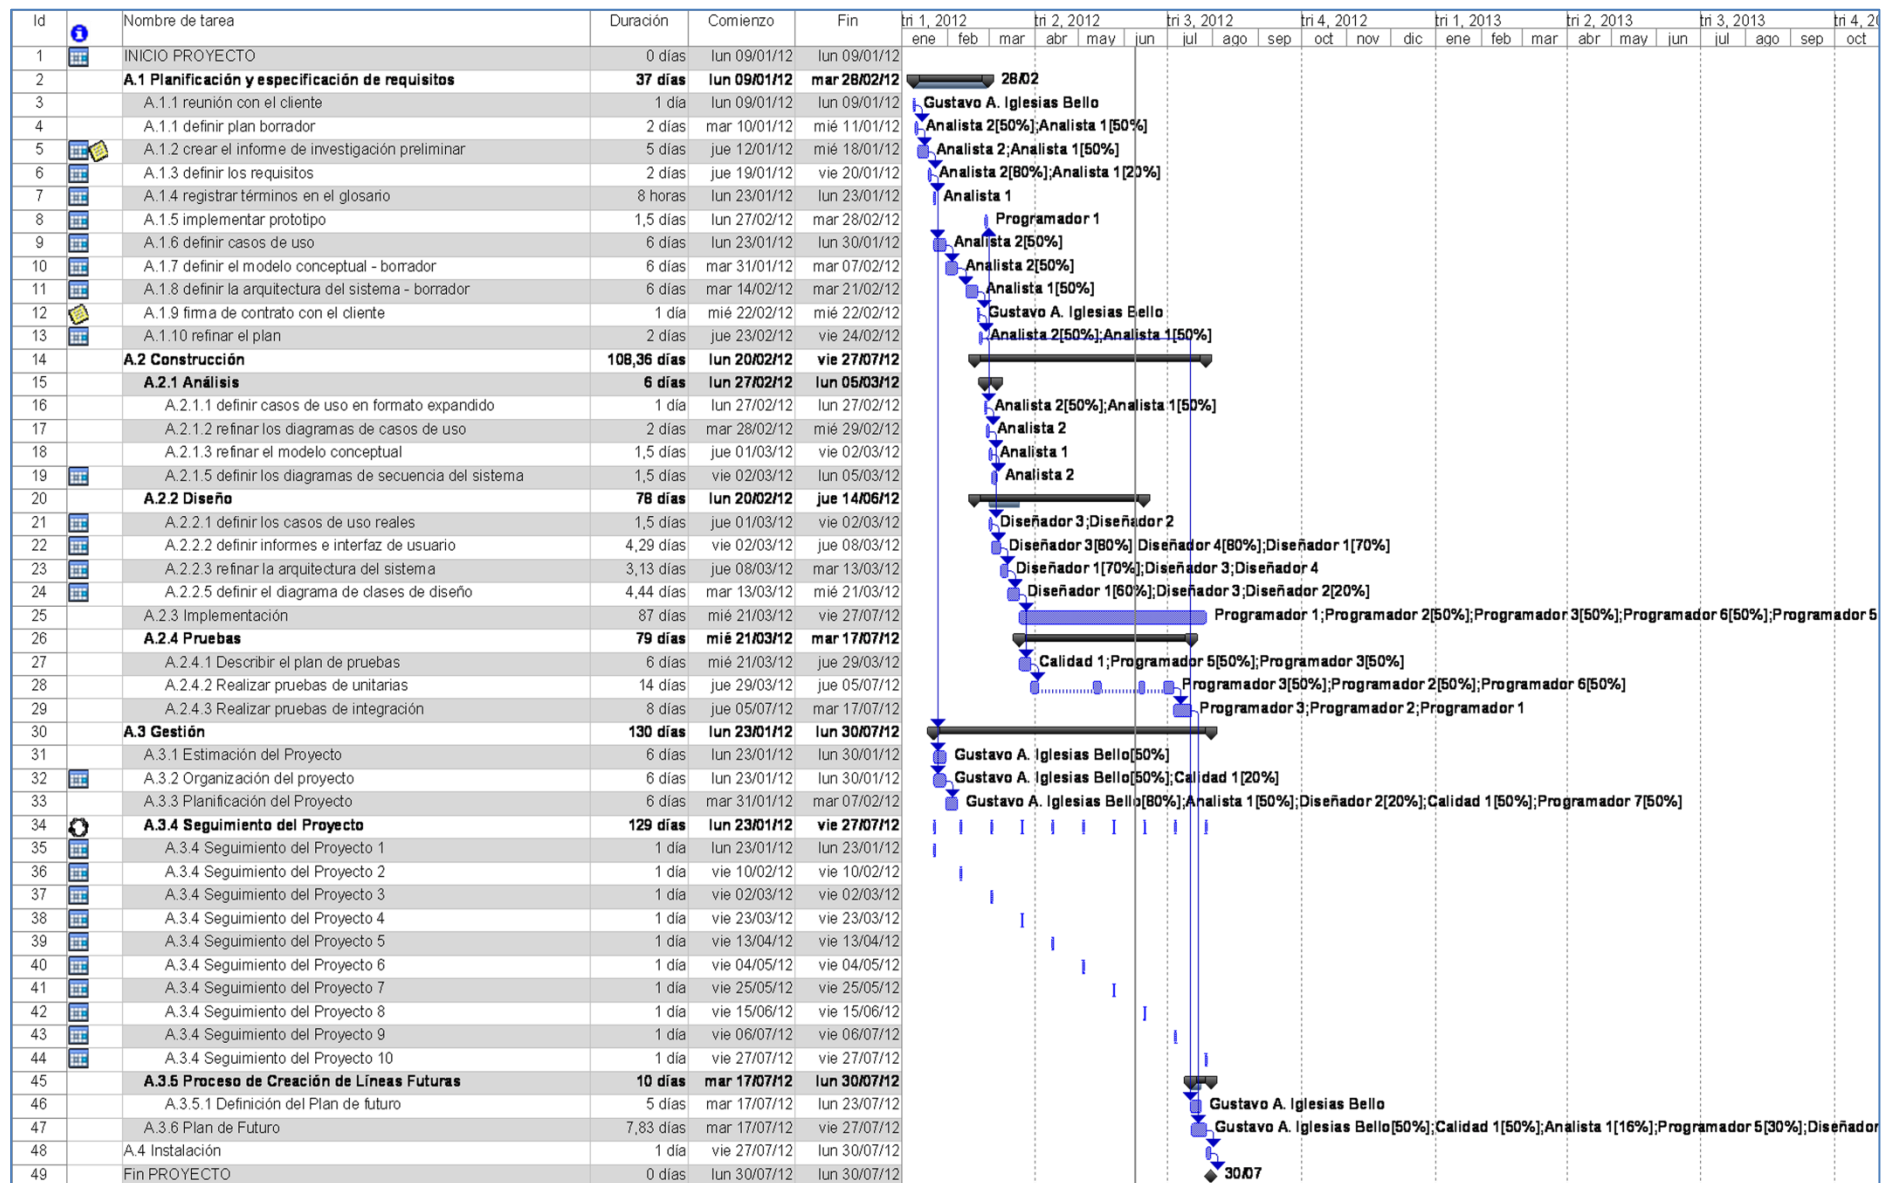 Id Nombre de tarea Duración Comienzo Fin tri 1, 2012 tri 2, 2012 tri 3, 2012 tri 4, 2012 tri 1, 2013 tri 2, 2013 tri 3, 2013
ene feb mar abr may jun jul ago sep oct nov dic ene feb mar abr may jun jul ago sep oct
1 INICIO PROYECTO 0 días lun 09/01/12 lun 09/01/12
2 A.1 Planificación y especificación de requisitos 37 días lun 09/01/12 mar 28/02/12 28/02
3 A.1.1 reunión con el cliente 1 día lun 09/01/12 lun 09/01/12 Gustavo A. Iglesias Bello
4 A.1.1 definir plan borrador 2 días mar 10/01/12 mié 11/01/12 Analista 2[50%];Analista 1[50%]
5 A.1.2 crear el informe de investigación preliminar 5 días jue 12/01/12 mié 18/01/12 Analista 2;Analista 1[50%]
6 A.1.3 definir los requisitos 2 días jue 19/01/12 vie 20/01/12 Analista 2[80%];Analista 1[20%]
7 A.1.4 registrar términos en el glosario 8 horas lun 23/01/12 lun 23/01/12 Analista 1
8 A.1.5 implementar prototipo 1,5 días lun 27/02/12 mar 28/02/12 Programador 1
9 A.1.6 definir casos de uso 6 días lun 23/01/12 lun 30/01/12 Analista 2[50%]
10 A.1.7 definir el modelo conceptual - borrador 6 días mar 31/01/12 mar 07/02/12 Analista 2[50%]
11 A.1.8 definir la arquitectura del sistema - borrador 6 días mar 14/02/12 mar 21/02/12 Analista 1[50%]
12 A.1.9 firma de contrato con el cliente 1 día mié 22/02/12 mié 22/02/12 Gustavo A. Iglesias Bello
13 A.1.10 refinar el plan 2 días jue 23/02/12 vie 24/02/12 Analista 2[50%];Analista 1[50%]
14 A.2 Construcción 108,36 días lun 20/02/12 vie 27/07/12
15 A.2.1 Análisis 6 días lun 27/02/12 lun 05/03/12
16 A.2.1.1 definir casos de uso en formato expandido 1 día lun 27/02/12 lun 27/02/12 Analista 2[50%];Analista 1[50%]
17 A.2.1.2 refinar los diagramas de casos de uso 2 días mar 28/02/12 mié 29/02/12 Analista 2
18 A.2.1.3 refinar el modelo conceptual 1,5 días jue 01/03/12 vie 02/03/12 Analista 1
19 A.2.1.5 definir los diagramas de secuencia del sistema 1,5 días vie 02/03/12 lun 05/03/12 Analista 2
20 A.2.2 Diseño 78 días lun 20/02/12 jue 14/06/12
21 A.2.2.1 definir los casos de uso reales 1,5 días jue 01/03/12 vie 02/03/12 Diseñador 3;Diseñador 2
22 A.2.2.2 definir informes e interfaz de usuario 4,29 días vie 02/03/12 jue 08/03/12 Diseñador 3[80%] Diseñador 4[80%];Diseñador 1[70%]
23 A.2.2.3 refinar la arquitectura del sistema 3,13 días jue 08/03/12 mar 13/03/12 Diseñador 1[70%];Diseñador 3;Diseñador 4
24 A.2.2.5 definir el diagrama de clases de diseño 4,44 días mar 13/03/12 mié 21/03/12 Diseñador 1[60%];Diseñador 3;Diseñador 2[20%]
25 A.2.3 Implementación 87 días mié 21/03/12 vie 27/07/12 Programador 1;Programador 2[50%];Programador 3[50%];Programador 6[50%];Programador 5
26 A.2.4 Pruebas 79 días mié 21/03/12 mar 17/07/12
27 A.2.4.1 Describir el plan de pruebas 6 días mié 21/03/12 jue 29/03/12 Calidad 1;Programador 5[50%];Programador 3[50%]
28 A.2.4.2 Realizar pruebas de unitarias 14 días jue 29/03/12 jue 05/07/12 Programador 3[50%];Programador 2[50%];Programador 6[50%]
29 A.2.4.3 Realizar pruebas de integración 8 días jue 05/07/12 mar 17/07/12 Programador 3;Programador 2;Programador 1
30 A.3 Gestión 130 días lun 23/01/12 lun 30/07/12
31 A.3.1 Estimación del Proyecto 6 días lun 23/01/12 lun 30/01/12 Gustavo A. Iglesias Bello[50%]
32 A.3.2 Organización del proyecto 6 días lun 23/01/12 lun 30/01/12 Gustavo A. Iglesias Bello[50%];Calidad 1[20%]
33 A.3.3 Planificación del Proyecto 6 días mar 31/01/12 mar 07/02/12 Gustavo A. Iglesias Bello[80%];Analista 1[50%];Diseñador 2[20%];Calidad 1[50%];Programador 7[50%]
34 A.3.4 Seguimiento del Proyecto 129 días lun 23/01/12 vie 27/07/12
35 A.3.4 Seguimiento del Proyecto 1 1 día lun 23/01/12 lun 23/01/12
36 A.3.4 Seguimiento del Proyecto 2 1 día vie 10/02/12 vie 10/02/12
37 A.3.4 Seguimiento del Proyecto 3 1 día vie 02/03/12 vie 02/03/12
38 A.3.4 Seguimiento del Proyecto 4 1 día vie 23/03/12 vie 23/03/12
39 A.3.4 Seguimiento del Proyecto 5 1 día vie 13/04/12 vie 13/04/12
40 A.3.4 Seguimiento del Proyecto 6 1 día vie 04/05/12 vie 04/05/12
41 A.3.4 Seguimiento del Proyecto 7 1 día vie 25/05/12 vie 25/05/12
42 A.3.4 Seguimiento del Proyecto 8 1 día vie 15/06/12 vie 15/06/12
43 A.3.4 Seguimiento del Proyecto 9 1 día vie 06/07/12 vie 06/07/12
44 A.3.4 Seguimiento del Proyecto 10 1 día vie 27/07/12 vie 27/07/12
45 A.3.5 Proceso de Creación de Líneas Futuras 10 días mar 17/07/12 lun 30/07/12
46 A.3.5.1 Definición del Plan de futuro 5 días mar 17/07/12 lun 23/07/12 Gustavo A. Iglesias Bello
47 A.3.6 Plan de Futuro 7,83 días mar 17/07/12 vie 27/07/12 Gustavo A. Iglesias Bello[50%];Calidad 1[50%];Analista 1[16%];Programador 5[30%];Diseñador
48 A.4 Instalación 1 día vie 27/07/12 lun 30/07/12
49 Fin PROYECTO 0 días lun 30/07/12 lun 30/07/12 30/07